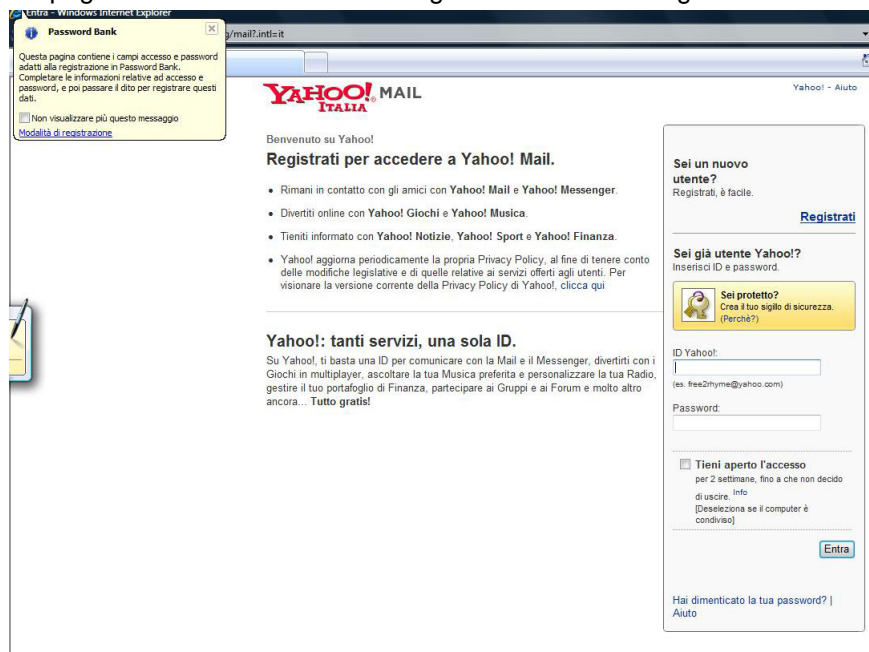 Entra - Windows Internet Explorer
g/mail?.intl=it
Password Bank
Questa pagina contiene i campi accesso e password
adatti alla registrazione in Password Bank.
Completare le informazioni relative ad accesso e
password, e poi passare il dito per registrare questi
dati.
Non visualizzare più questo messaggio
Modalità di registrazione
YAHOO! MAIL
ITALIA
Yahoo! - Aiuto
Benvenuto su Yahoo!
Registrati per accedere a Yahoo! Mail.
• Rimani in contatto con gli amici con Yahoo! Mail e Yahoo! Messenger.
• Divertiti online con Yahoo! Giochi e Yahoo! Musica.
• Tieniti informato con Yahoo! Notizie, Yahoo! Sport e Yahoo! Finanza.
• Yahoo! aggiorna periodicamente la propria Privacy Policy, al fine di tenere conto
delle modifiche legislative e di quelle relative ai servizi offerti agli utenti. Per
visionare la versione corrente della Privacy Policy di Yahoo!, clicca qui
Yahoo!: tanti servizi, una sola ID.
Su Yahoo!, ti basta una ID per comunicare con la Mail e il Messenger, divertirti con i
Giochi in multiplayer, ascoltare la tua Musica preferita e personalizzare la tua Radio,
gestire il tuo portafoglio di Finanza, partecipare ai Gruppi e ai Forum e molto altro
ancora... Tutto gratis!
Sei un nuovo
utente?
Registrati, è facile.
Registrati
Sei già utente Yahoo!?
Inserisci ID e password.
Sei protetto?
Crea il tuo sigillo di sicurezza.
(Perchè?)
ID Yahoo!:
(es. free2rhyme@yahoo.com)
Password:
Tieni aperto l'accesso
per 2 settimane, fino a che non decido
di uscire. Info
[Deseleziona se il computer è
condiviso]
Entra
Hai dimenticato la tua password? |
Aiuto